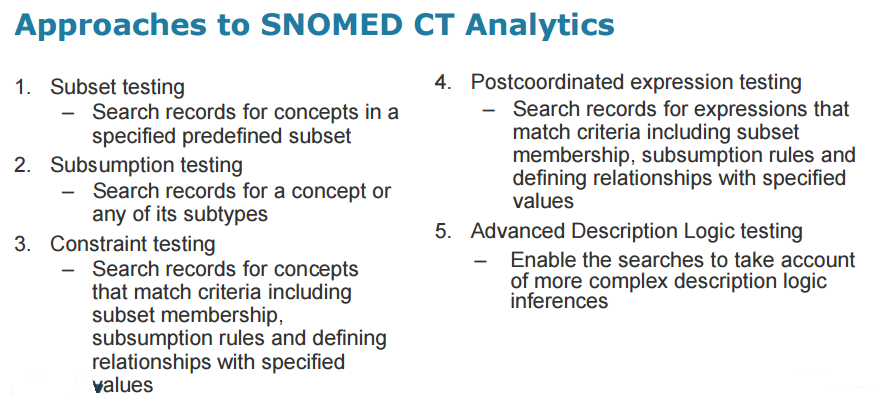 Approaches to SNOMED CT Analytics
1. Subset testing
– Search records for concepts in a
specified predefined subset
2. Subsumption testing
– Search records for a concept or
any of its subtypes
3. Constraint testing
– Search records for concepts
that match criteria including
subset membership,
subsumption rules and defining
relationships with specified
values
4. Postcoordinated expression testing
– Search records for expressions that
match criteria including subset
membership, subsumption rules and
defining relationships with specified
values
5. Advanced Description Logic testing
– Enable the searches to take account
of more complex description logic
inferences